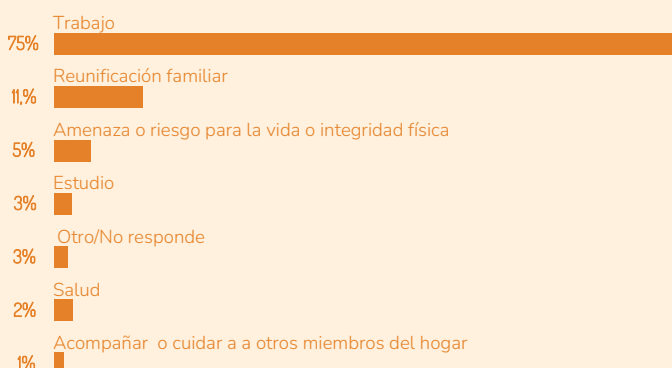 Trabajo
75%
Reunificación familiar
11,%
Amenaza o riesgo para la vida o integridad física
5%
Estudio
3%
Otro/No responde
3%
Salud
2%
Acompañar o cuidar a a otros miembros del hogar
1%